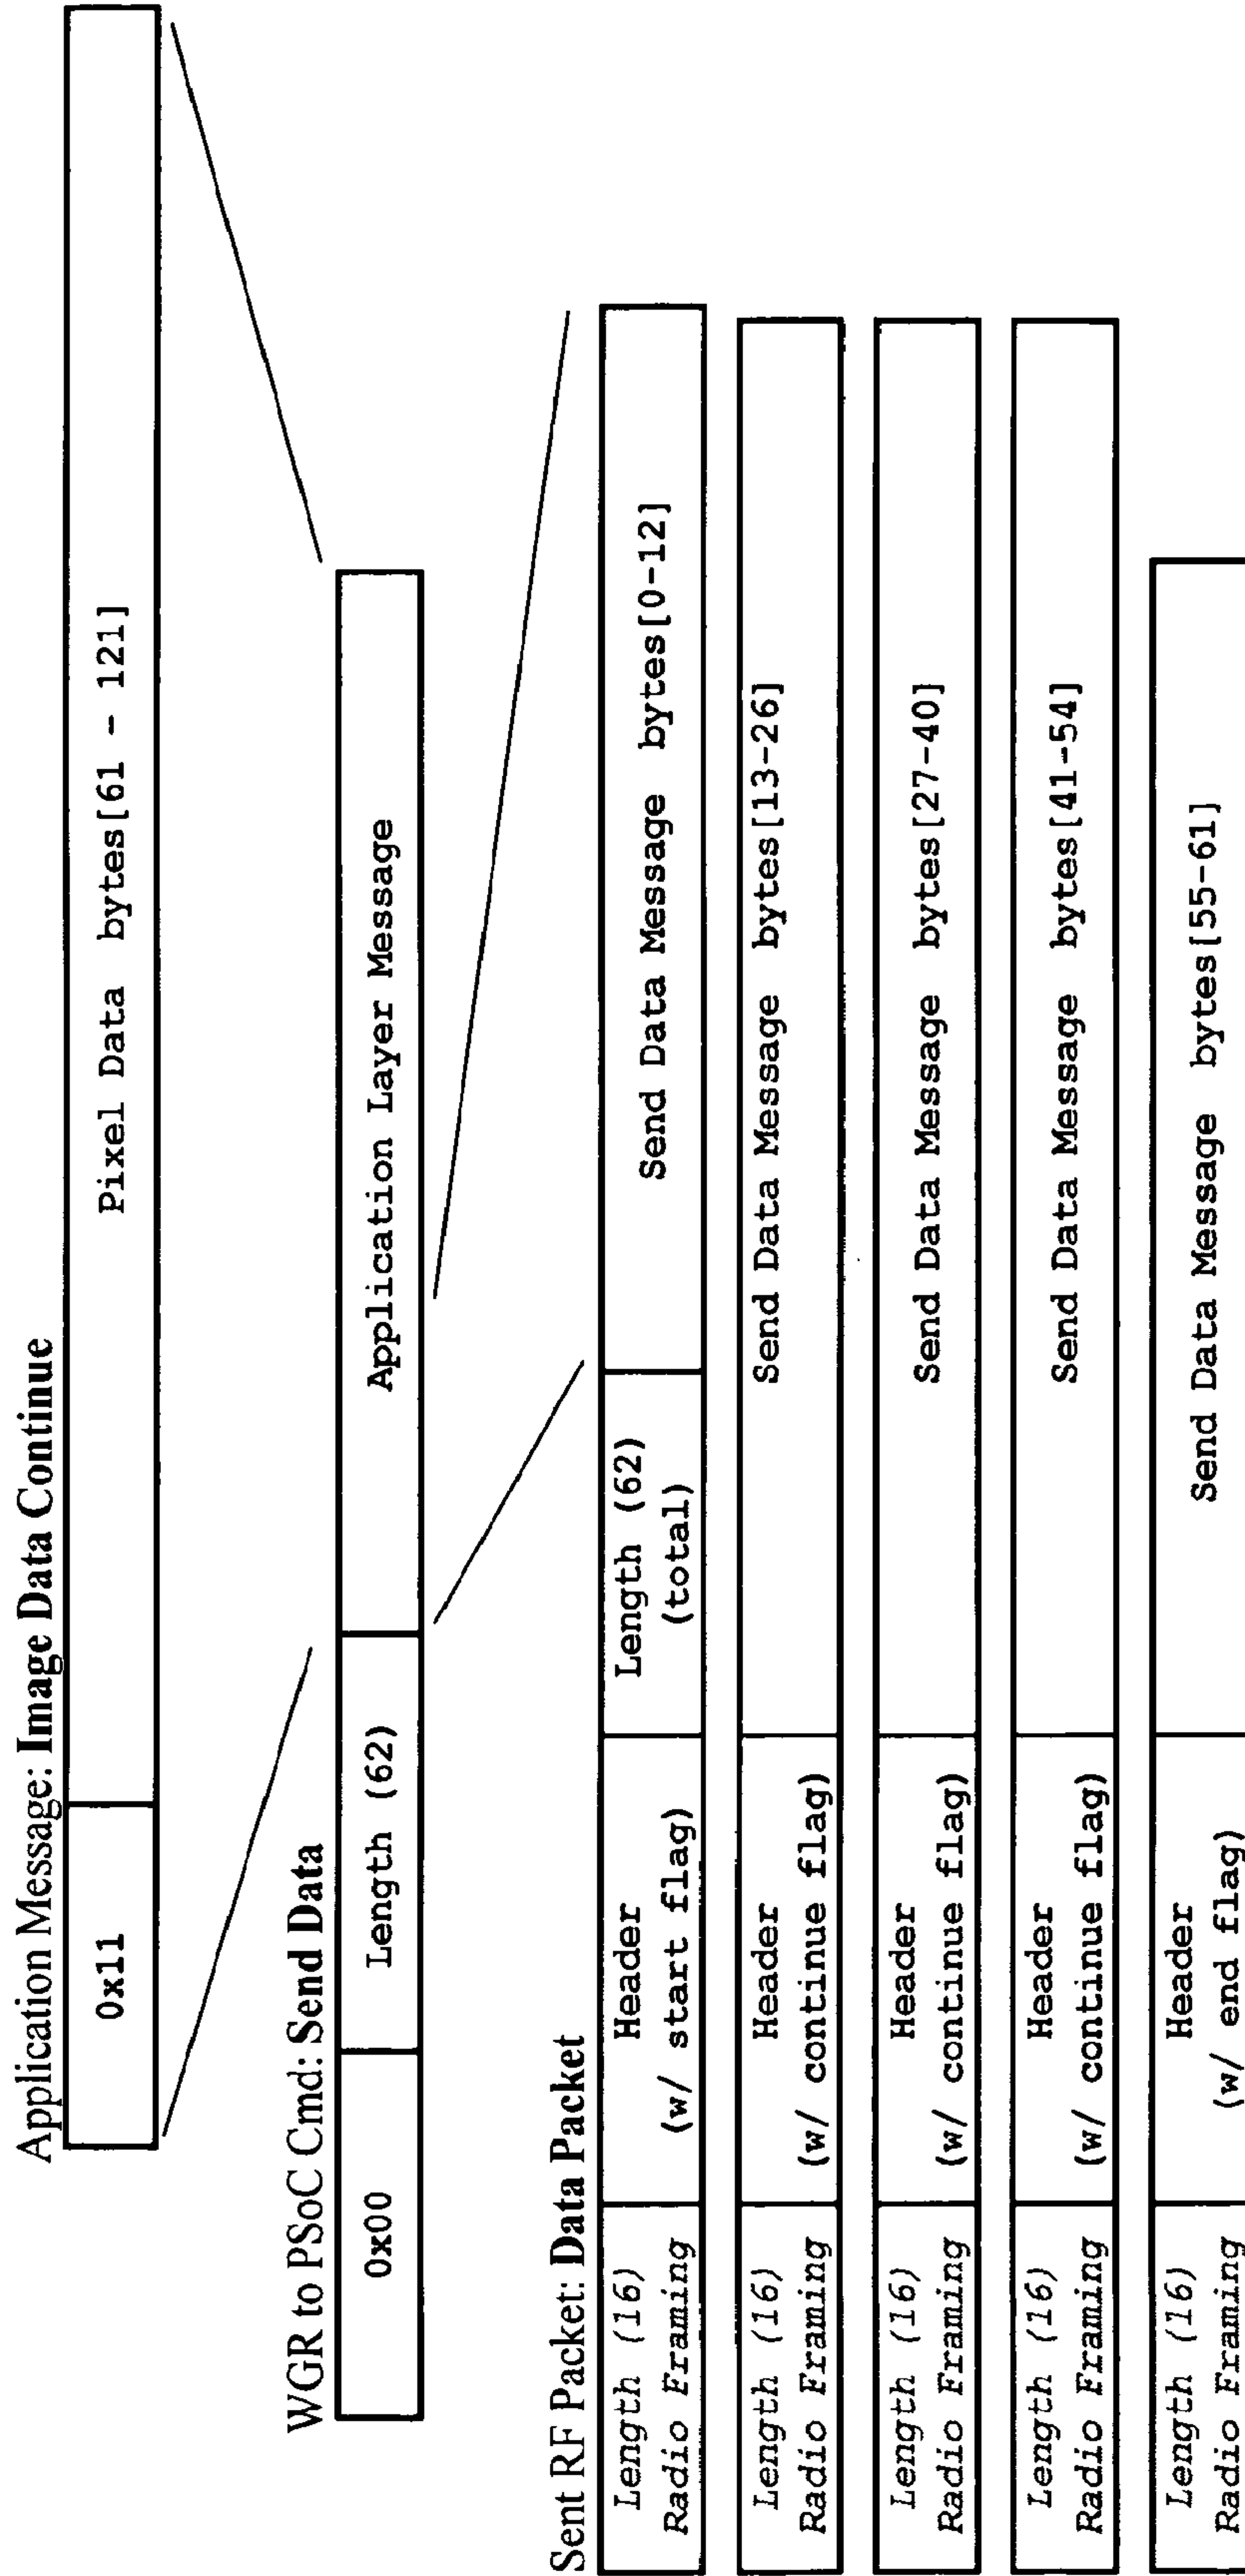 Application Message: Image Data Continue
0x11
Pixel Data bytes[61 - 121]
WGR to PSoC Cmd: Send Data
0x00
Length (62)
Application Layer Message
Sent RF Packet: Data Packet
Length (16)
Radio Framing
Header
(w/ start flag)
Length (62)
(total)
Send Data Message bytes[0-12]
Length (16)
Radio Framing
Header
(w/ continue flag)
Send Data Message bytes[13-26]
Length (16)
Radio Framing
Header
(w/ continue flag)
Send Data Message bytes[27-40]
Length (16)
Radio Framing
Header
(w/ continue flag)
Send Data Message bytes[41-54]
Length (16)
Radio Framing
Header
(w/ end flag)
Send Data Message bytes[55-61]